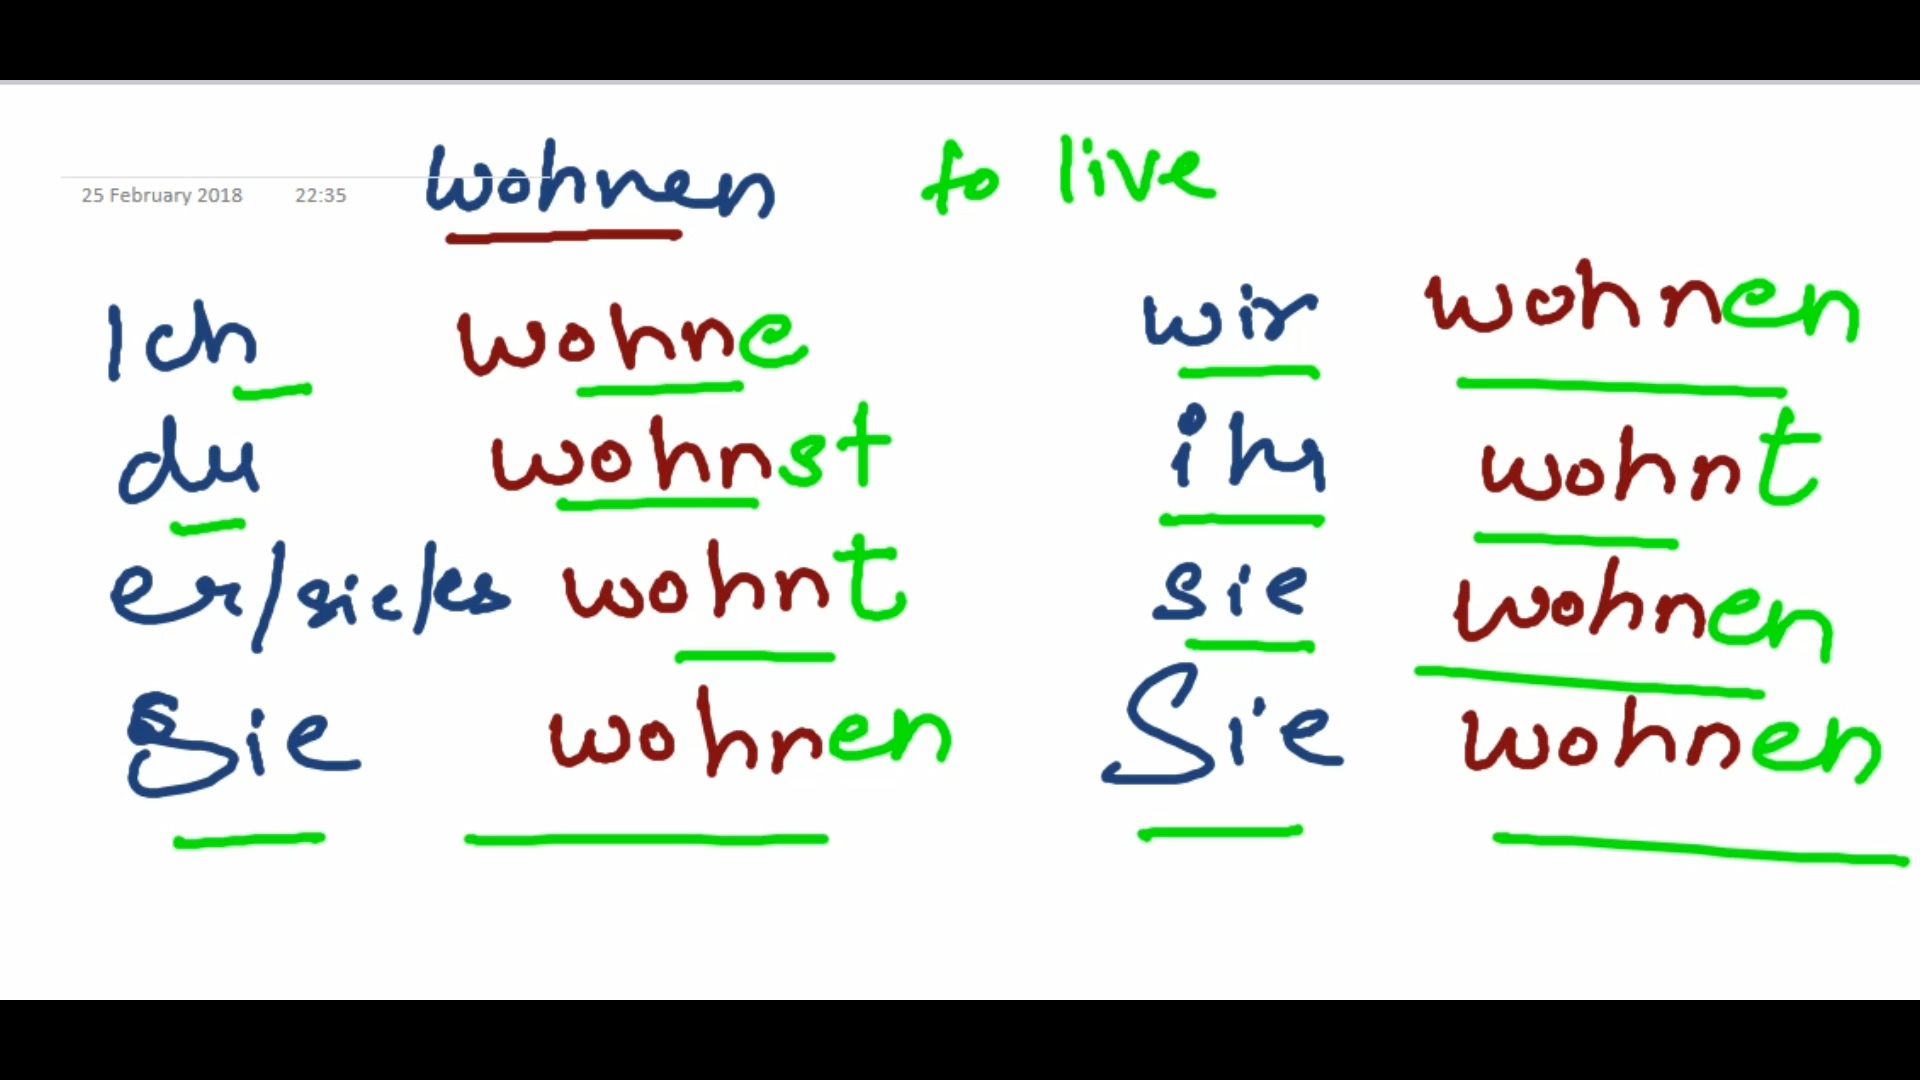 25 February 2018 22:35
wohnen to live
Ich wohne
du wohnst
er/sie/es wohnt
Sie wohnen
wir wohnen
ihr wohnt
sie wohnen
Sie wohnen